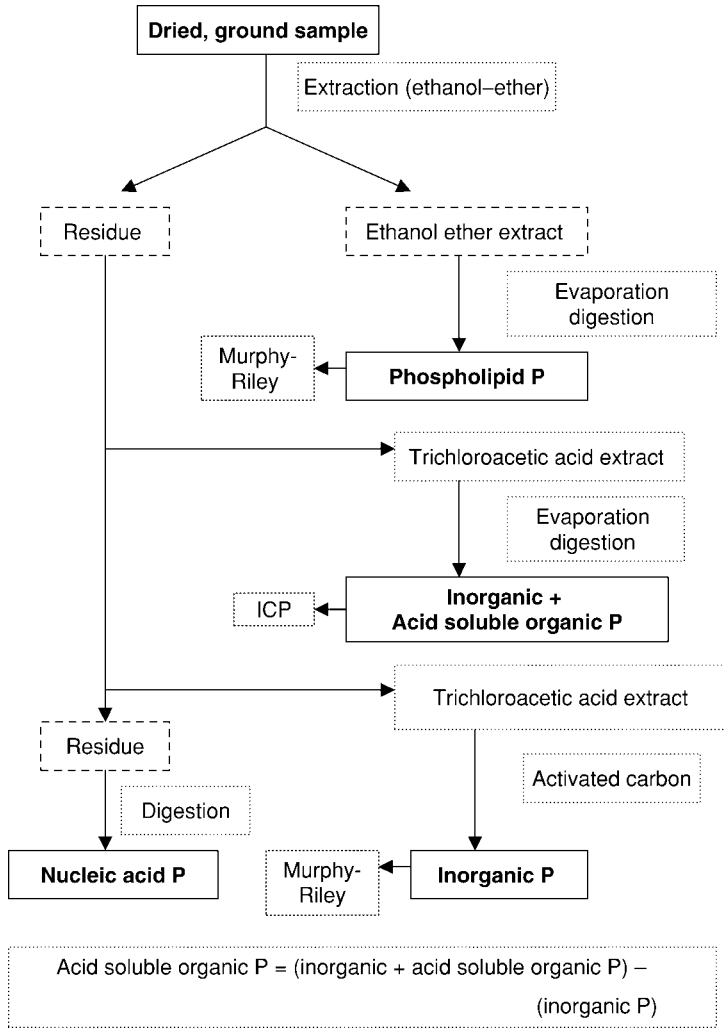 Dried, ground sample
Extraction (ethanol–ether)
Residue
Ethanol ether extract
Evaporation
digestion
Murphy-
Riley
Phospholipid P
Trichloroacetic acid extract
Evaporation
digestion
ICP
Inorganic +
Acid soluble organic P
Trichloroacetic acid extract
Residue
Activated carbon
Digestion
Nucleic acid P
Murphy-
Riley
Inorganic P
Acid soluble organic P = (inorganic + acid soluble organic P) –
(inorganic P)